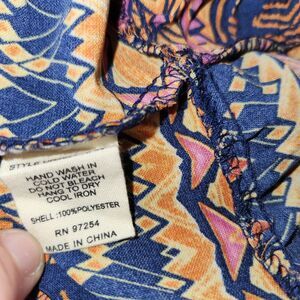 STYLE
HAND WASH IN
COLD WATER
DO NOT BLEACH
HANG TO DRY
COOL IRON
SHELL:100%POLYESTER
RN 97254
MADE IN CHINA